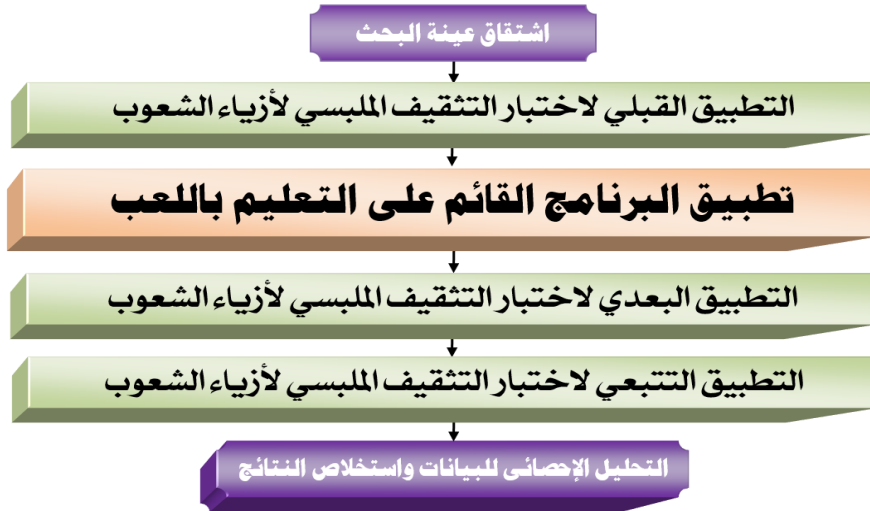 اشتقاق عينة البحث
التطبيق القبلي لاختبار التثقيف الملبسي لأزياء الشعوب
تطبيق البرنامج القائم على التعليم باللعب
التطبيق البعدي لاختبار التثقيف الملبسي لأزياء الشعوب
التطبيق التتبعي لاختبار التثقيف الملبسي لأزياء الشعوب
التحليل الإحصائى للبيانات واستخلاص النتائج